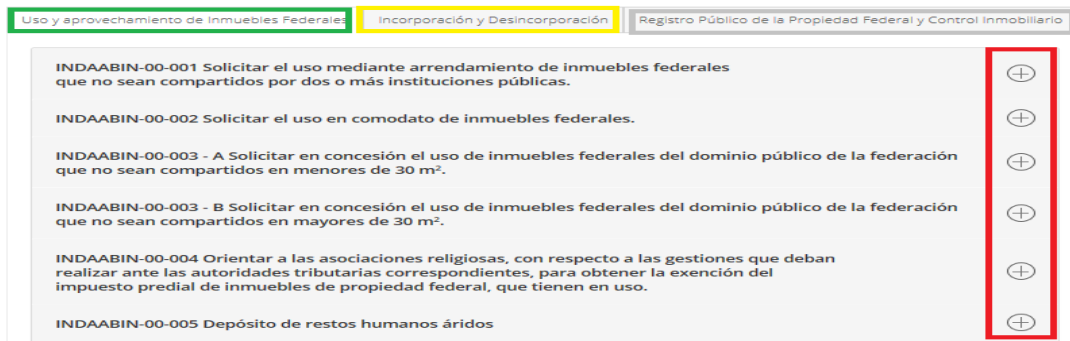 Uso y aprovechamiento de Inmuebles Federales
Incorporación y Desincorporación
Registro Público de la Propiedad Federal y Control Inmobiliario
INDAABIN-00-001 Solicitar el uso mediante arrendamiento de inmuebles federales
que no sean compartidos por dos o más instituciones públicas.
INDAABIN-00-002 Solicitar el uso en comodato de inmuebles federales.
INDAABIN-00-003 - A Solicitar en concesión el uso de inmuebles federales del dominio público de la federación
que no sean compartidos en menores de 30 m².
INDAABIN-00-003 - B Solicitar en concesión el uso de inmuebles federales del dominio público de la federación
que no sean compartidos en mayores de 30 m².
INDAABIN-00-004 Orientar a las asociaciones religiosas, con respecto a las gestiones que deban
realizar ante las autoridades tributarias correspondientes, para obtener la exención del
impuesto predial de inmuebles de propiedad federal, que tienen en uso.
INDAABIN-00-005 Depósito de restos humanos áridos